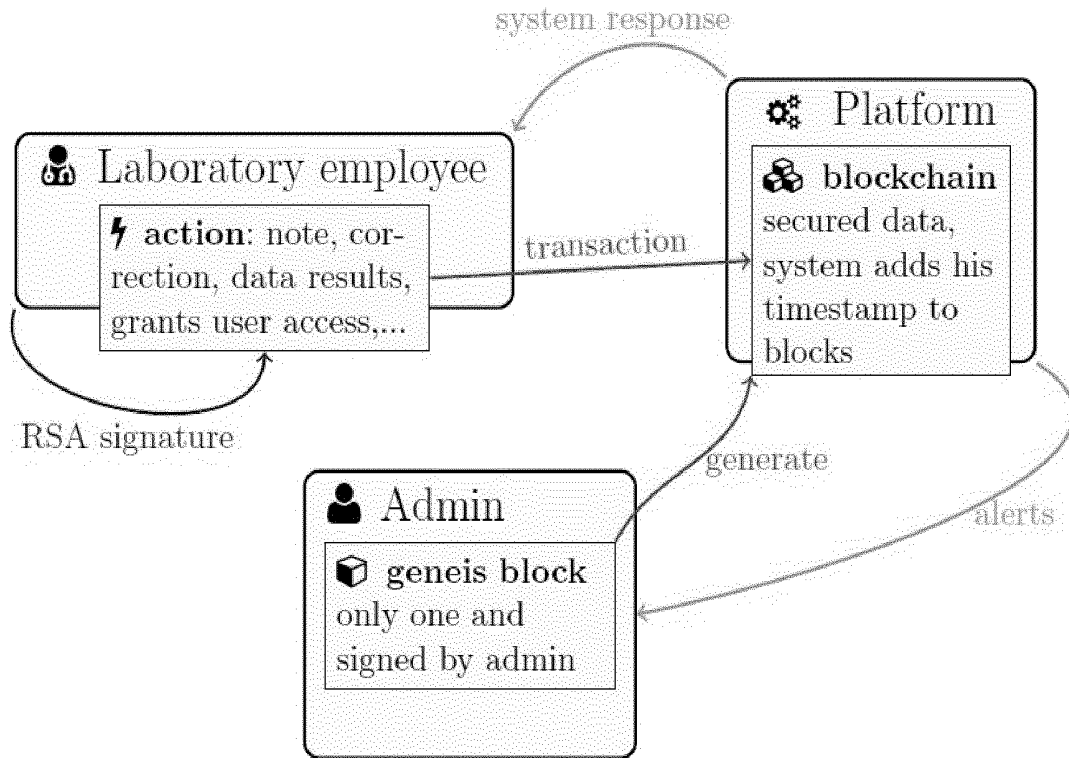 system response
Platform
Laboratory employee
blockchain
secured data,
system adds his
timestamp to
blocks
action: note, cor-
rection, data results,
grants user access,...
transaction
RSA signature
generate
Admin
alerts
geneis block
only one and
signed by admin